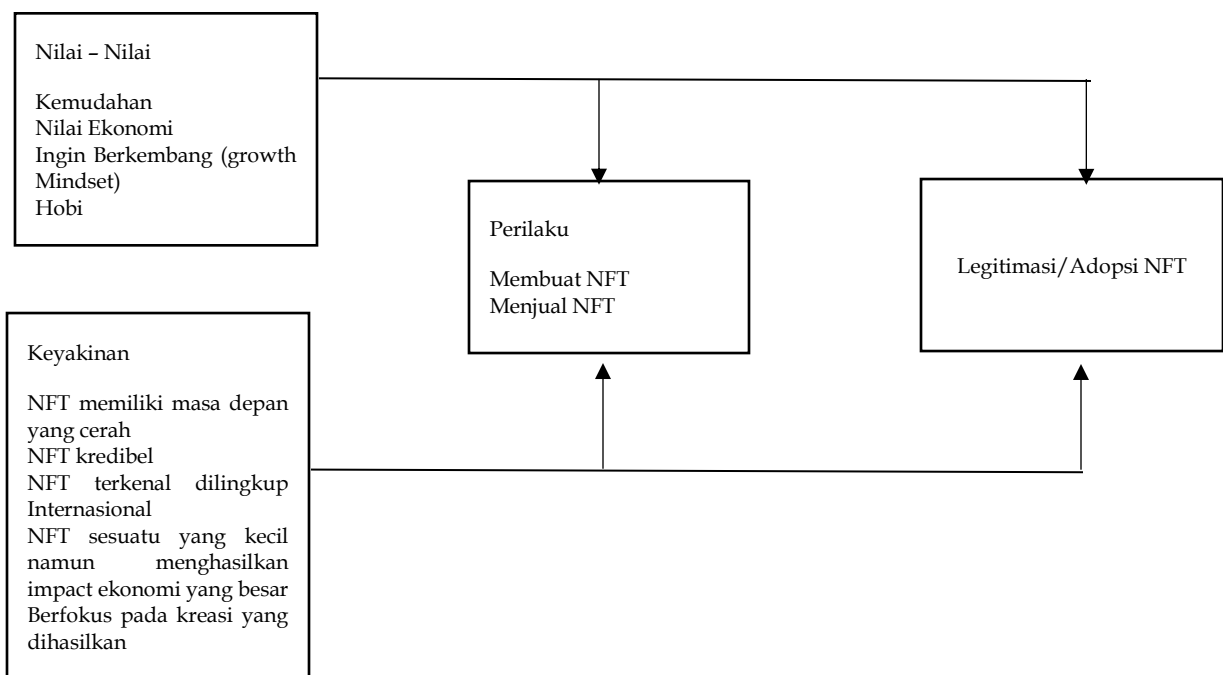 Nilai – Nilai
Kemudahan
Nilai Ekonomi
Ingin Berkembang (growth
Mindset)
Hobi
Perilaku
Membuat NFT
Menjual NFT
Legitimasi/Adopsi NFT
Keyakinan
NFT memiliki masa depan
yang cerah
NFT kredibel
NFT terkenal dilingkup
Internasional
NFT sesuatu yang kecil
namun menghasilkan
impact ekonomi yang besar
Berfokus pada kreasi yang
dihasilkan